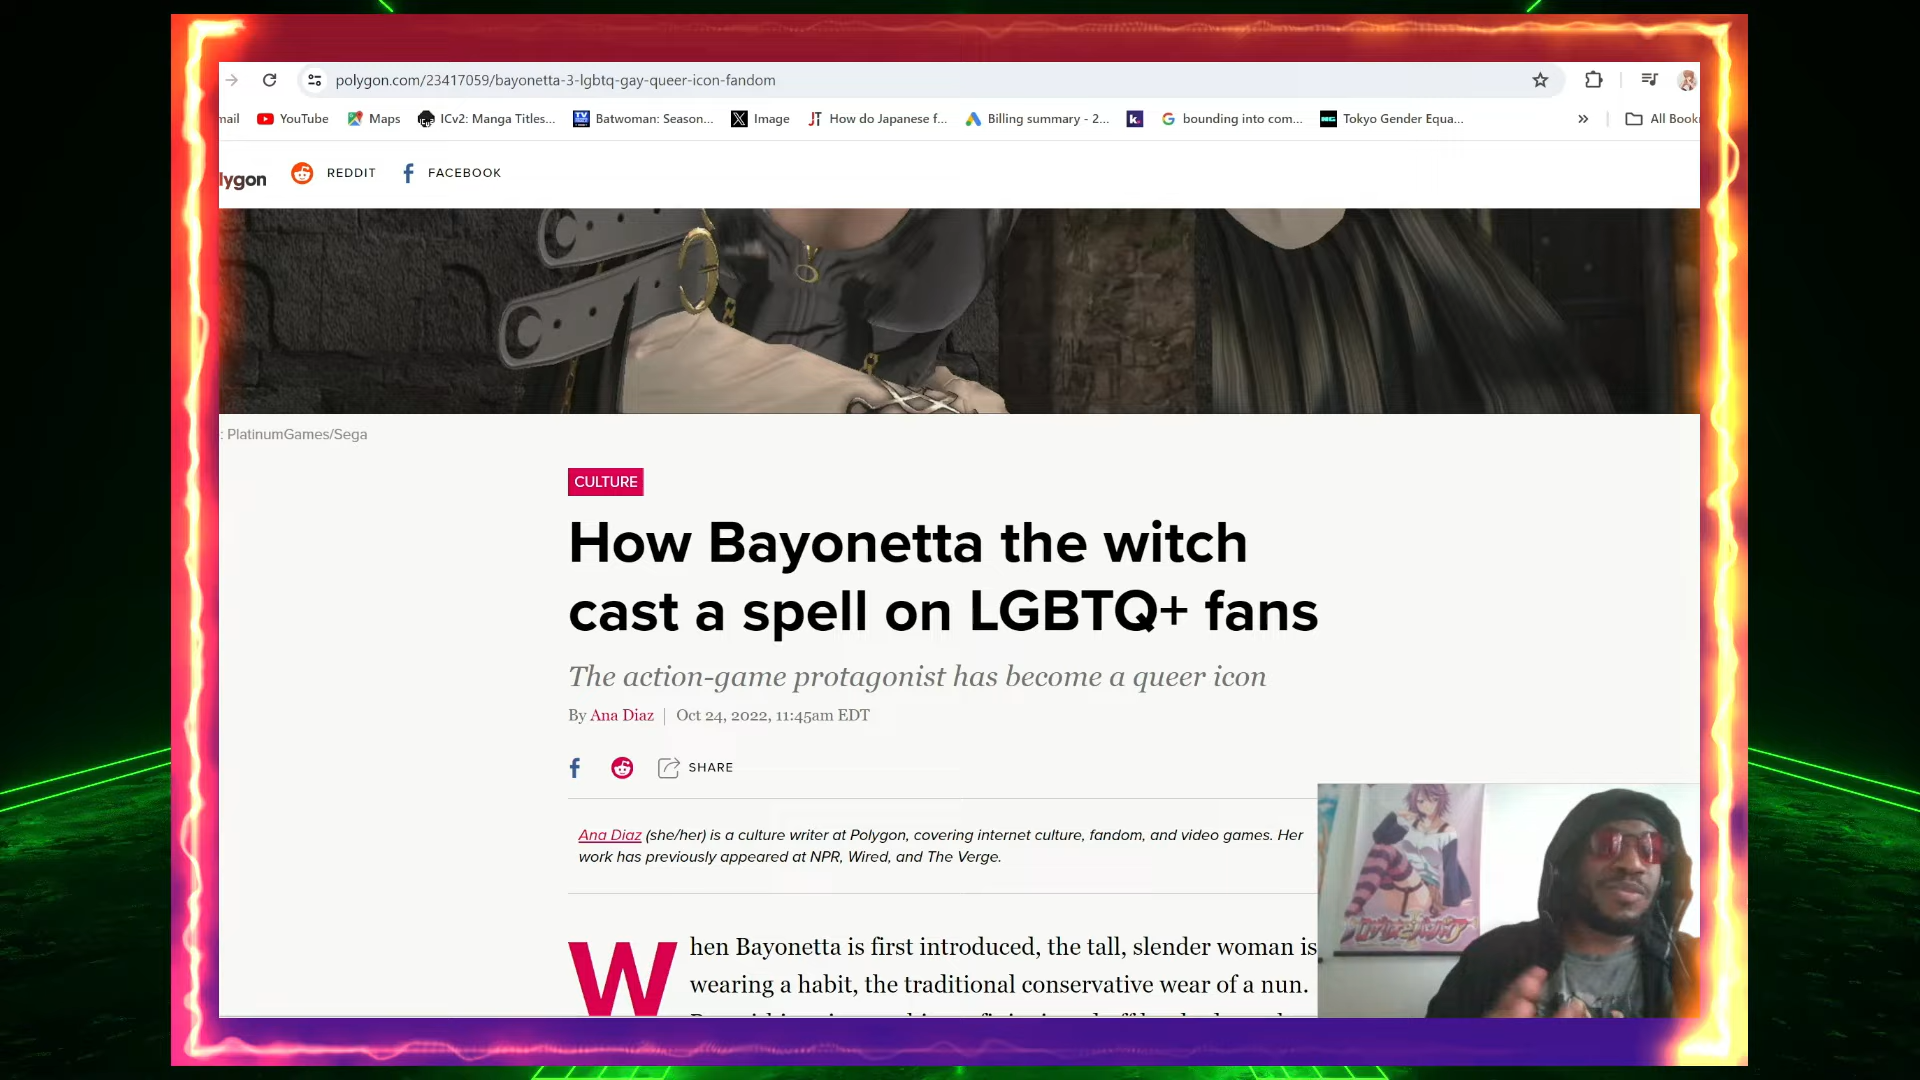 polygon.com/23417059/bayonetta-3-lgbtq-gay-queer-icon-fandom
mail YouTube Maps ICv2: Manga Titles... Batwoman: Season... Image How do Japanese f... Billing summary - 2... bounding into com... Tokyo Gender Equa... » All Book
lygon REDDIT FACEBOOK
: PlatinumGames/Sega
CULTURE
How Bayonetta the witch
cast a spell on LGBTQ+ fans
The action-game protagonist has become a queer icon
By Ana Diaz | Oct 24, 2022, 11:45am EDT
SHARE
Ana Diaz (she/her) is a culture writer at Polygon, covering internet culture, fandom, and video games. Her
work has previously appeared at NPR, Wired, and The Verge.
When Bayonetta is first introduced, the tall, slender woman is
wearing a habit, the traditional conservative wear of a nun.